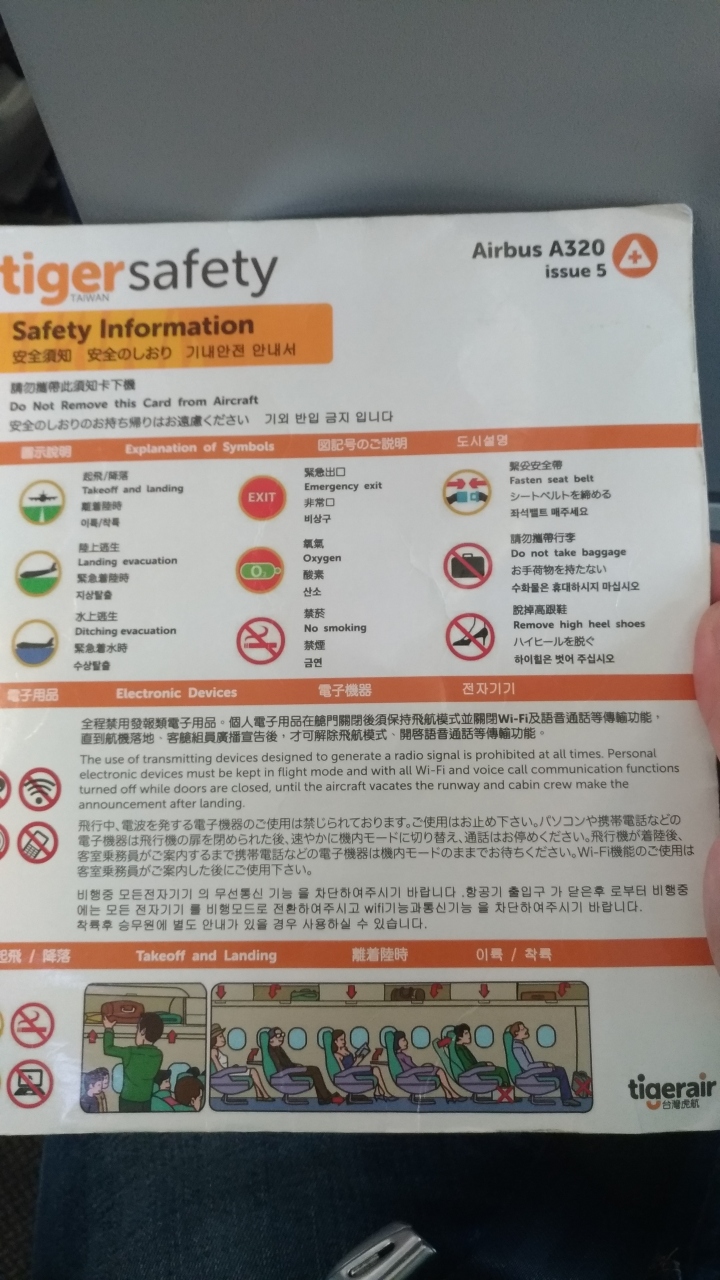 tigersafety
TAIWAN
Airbus A320
issue 5
Safety Information
安全須知 安全のしおり 기내안전 안내서
請勿攜帶此須知卡下機
Do Not Remove this Card from Aircraft
安全のしおりのお持ち帰りはお遠慮ください 기외 반입 금지 입니다
圖示說明 Explanation of Symbols 図記号のご説明 도시설명
起飛/降落
Takeoff and landing
離着陸時
이륙/착륙
EXIT
緊急出口
Emergency exit
非常口
비상구
繫妥安全帶
Fasten seat belt
シートベルトを締める
좌석벨트 매주세요
陸上逃生
Landing evacuation
緊急着陸時
지상탈출
O₂
氧氣
Oxygen
酸素
산소
請勿攜帶行李
Do not take baggage
お手荷物を持たない
수화물은 휴대하시지 마십시오
水上逃生
Ditching evacuation
緊急着水時
수상탈출
禁菸
No smoking
禁煙
금연
脫掉高跟鞋
Remove high heel shoes
ハイヒールを脱ぐ
하이힐은 벗어 주십시오
電子用品 Electronic Devices 電子機器 전자기기
全程禁用發報類電子用品。個人電子用品在艙門關閉後須保持飛航模式並關閉Wi-Fi及語音通話等傳輸功能，
直到航機落地、客艙組員廣播宣告後，才可解除飛航模式、開啓語音通話等傳輸功能。
The use of transmitting devices designed to generate a radio signal is prohibited at all times. Personal
electronic devices must be kept in flight mode and with all Wi-Fi and voice call communication functions
turned off while doors are closed, until the aircraft vacates the runway and cabin crew make the
announcement after landing.
飛行中、電波を発する電子機器のご使用は禁じられております。ご使用はお止め下さい。パソコンや携帯電話などの
電子機器は飛行機の扉を閉められた後、速やかに機内モードに切り替え、通話はお停めください。飛行機が着陸後、
客室乗務員がご案内するまで携帯電話などの電子機器は機内モードのままでお待ちください。Wi-Fi機能のご使用は
客室乗務員がご案内した後にご使用下さい。
비행중 모든전자기기 의 무선통신 기능 을 차단하여주시기 바랍니다 .항공기 출입구 가 닫은후 로부터 비행중
에는 모든 전자기기 를 비행모드로 전환하여주시고 wifi기능과통신기능 을 차단하여주시기 바랍니다.
착륙후 승무원에 별도 안내가 있을 경우 사용하실 수 있습니다.
起飛 / 降落 Takeoff and Landing 離着陸時 이륙 / 착륙
tigerair
台灣虎航